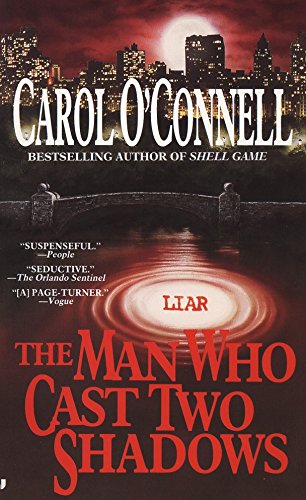 CAROL O'CONNELL
BESTSELLING AUTHOR OF SHELL GAME
"SUSPENSEFUL."
—People
"SEDUCTIVE."
—The Orlando Sentinel
"[A] PAGE-TURNER."
—Vogue
LIAR
THE MAN WHO
CAST TWO
SHADOWS